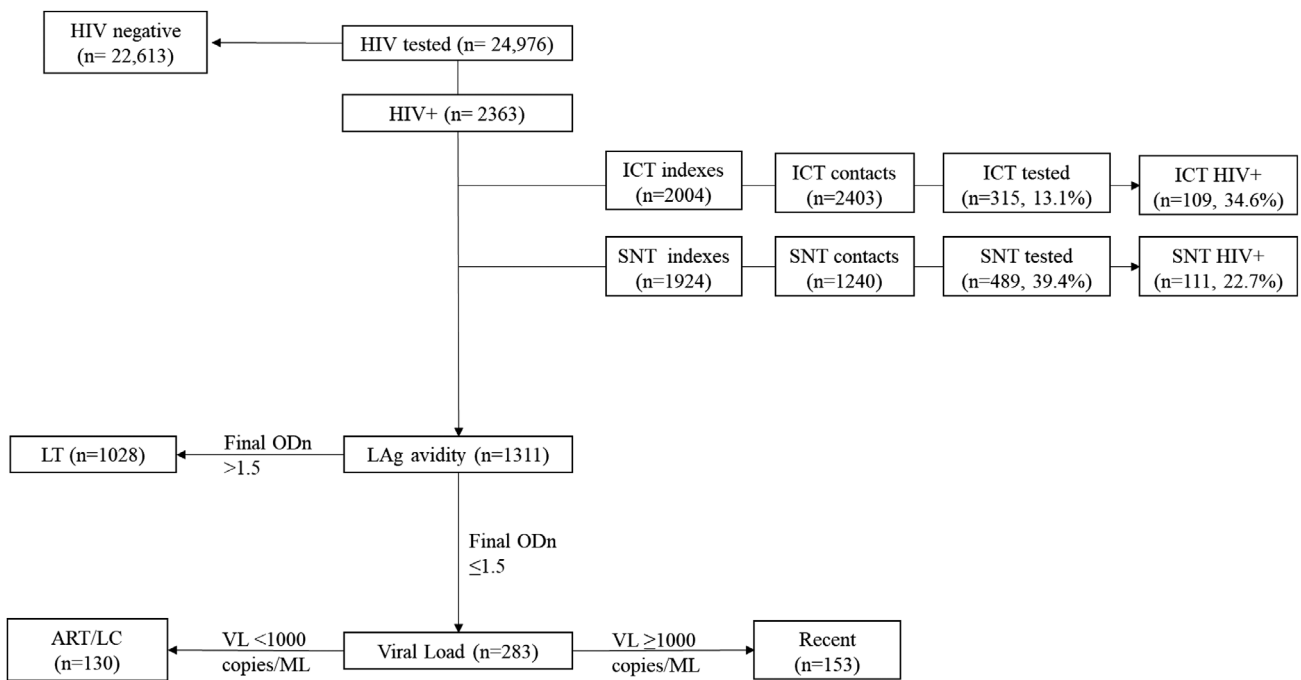 HIV negative
(n= 22,613)
HIV tested (n= 24,976)
HIV+ (n= 2363)
ICT indexes
(n=2004)
ICT contacts
(n=2403)
ICT tested
(n=315, 13.1%)
ICT HIV+
(n=109, 34.6%)
SNT indexes
(n=1924)
SNT contacts
(n=1240)
SNT tested
(n=489, 39.4%)
SNT HIV+
(n=111, 22.7%)
LT (n=1028)
Final ODn
>1.5
LAg avidity (n=1311)
Final ODn
≤1.5
ART/LC
(n=130)
VL <1000
copies/ML
Viral Load (n=283)
VL ≥1000
copies/ML
Recent
(n=153)